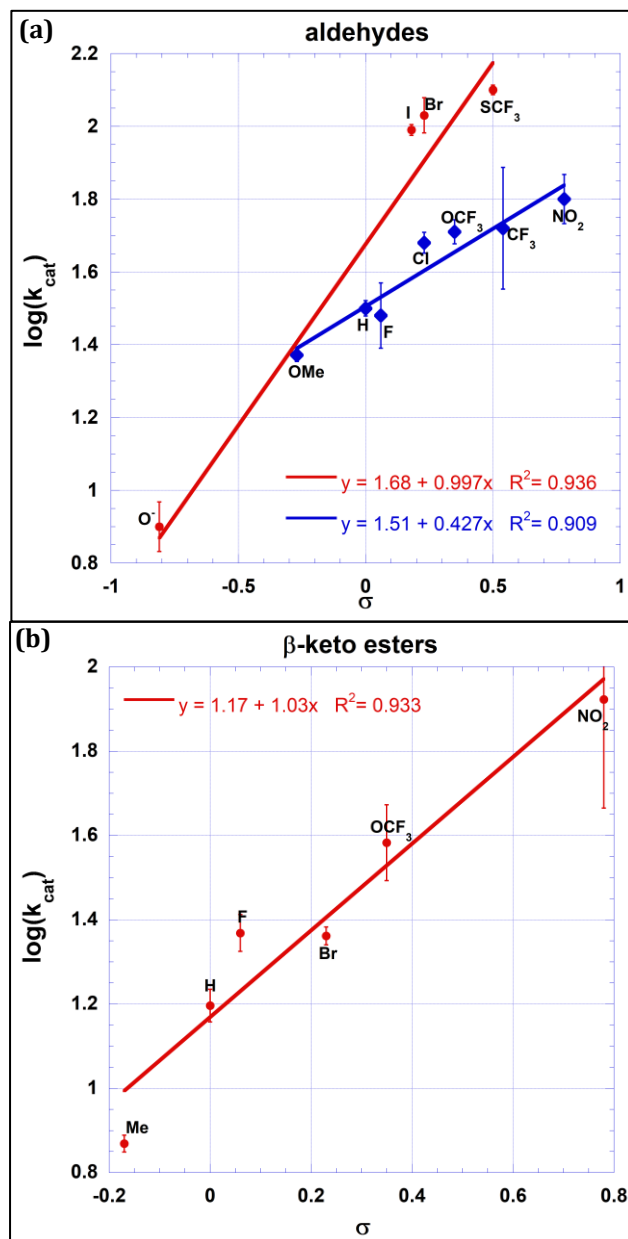 (a)
aldehydes
2.2
2
1.8
1.6
1.4
1.2
1
0.8
log(k_cat)
I
Br
SCF₃
OCF₃
NO₂
CF₃
Cl
H
F
OMe
O⁻
y = 1.68 + 0.997x R²= 0.936
y = 1.51 + 0.427x R²= 0.909
-1
-0.5
0
0.5
1
σ
(b)
β-keto esters
2
1.8
1.6
1.4
1.2
1
0.8
log(k_cat)
y = 1.17 + 1.03x R²= 0.933
NO₂
OCF₃
F
Br
H
Me
-0.2
0
0.2
0.4
0.6
0.8
σ